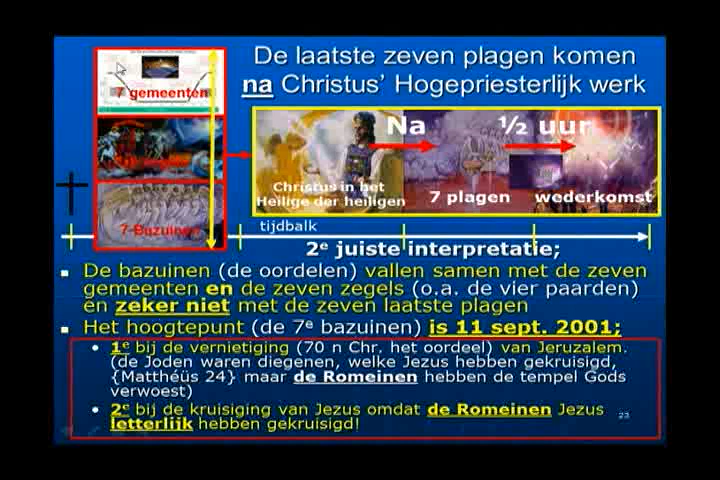 De laatste zeven plagen komen
na Christus' Hogepriesterlijk werk
7 gemeenten
7 Bazuinen
Christus in het
Heilige der heiligen
Na
7 plagen
½ uur
wederkomst
tijdbalk
2e juiste interpretatie;
De bazuinen (de oordelen) vallen samen met de zeven
gemeenten en de zeven zegels (o.a. de vier paarden)
en zeker niet met de zeven laatste plagen
Het hoogtepunt (de 7e bazuinen) is 11 sept. 2001;
1e bij de vernietiging (70 n Chr. het oordeel) van Jeruzalem.
(de Joden waren diegenen, welke Jezus hebben gekruisigd,
{Matthéüs 24} maar de Romeinen hebben de tempel Gods
verwoest)
2e bij de kruisiging van Jezus omdat de Romeinen Jezus
letterlijk hebben gekruisigd!
23